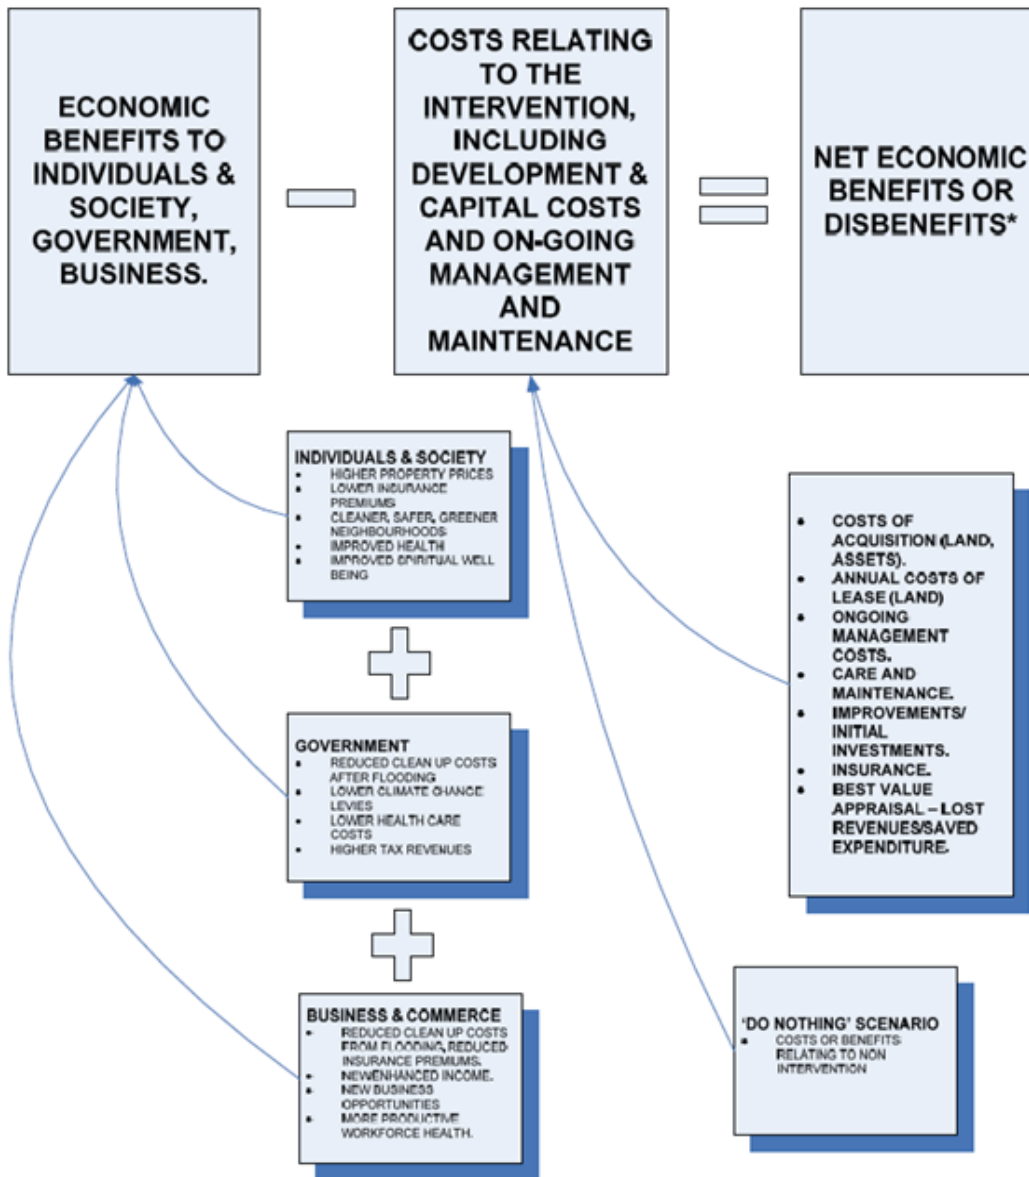 ECONOMIC
BENEFITS TO
INDIVIDUALS &
SOCIETY,
GOVERNMENT,
BUSINESS.
COSTS RELATING
TO THE
INTERVENTION,
INCLUDING
DEVELOPMENT &
CAPITAL COSTS
AND ON-GOING
MANAGEMENT
AND
MAINTENANCE
NET ECONOMIC
BENEFITS OR
DISBENEFITS*
INDIVIDUALS & SOCIETY
• HIGHER PROPERTY PRICES
• LOWER INSURANCE
PREMIUMS
• CLEANER, SAFER, GREENER
NEIGHBOURHOODS
• IMPROVED HEALTH
• IMPROVED SPIRITUAL WELL
BEING
GOVERNMENT
• REDUCED CLEAN UP COSTS
AFTER FLOODING
• LOWER CLIMATE CHANGE
LEVIES
• LOWER HEALTH CARE
COSTS
• HIGHER TAX REVENUES
BUSINESS & COMMERCE
• REDUCED CLEAN UP COSTS
FROM FLOODING, REDUCED
INSURANCE PREMIUMS.
• NEW/ENHANCED INCOME.
• NEW BUSINESS
OPPORTUNITIES
• MORE PRODUCTIVE
WORKFORCE HEALTH.
• COSTS OF
ACQUISITION (LAND,
ASSETS).
• ANNUAL COSTS OF
LEASE (LAND)
• ONGOING
MANAGEMENT
COSTS.
• CARE AND
MAINTENANCE.
• IMPROVEMENTS/
INITIAL
INVESTMENTS.
• INSURANCE.
• BEST VALUE
APPRAISAL – LOST
REVENUES/SAVED
EXPENDITURE.
'DO NOTHING' SCENARIO
• COSTS OR BENEFITS
RELATING TO NON
INTERVENTION